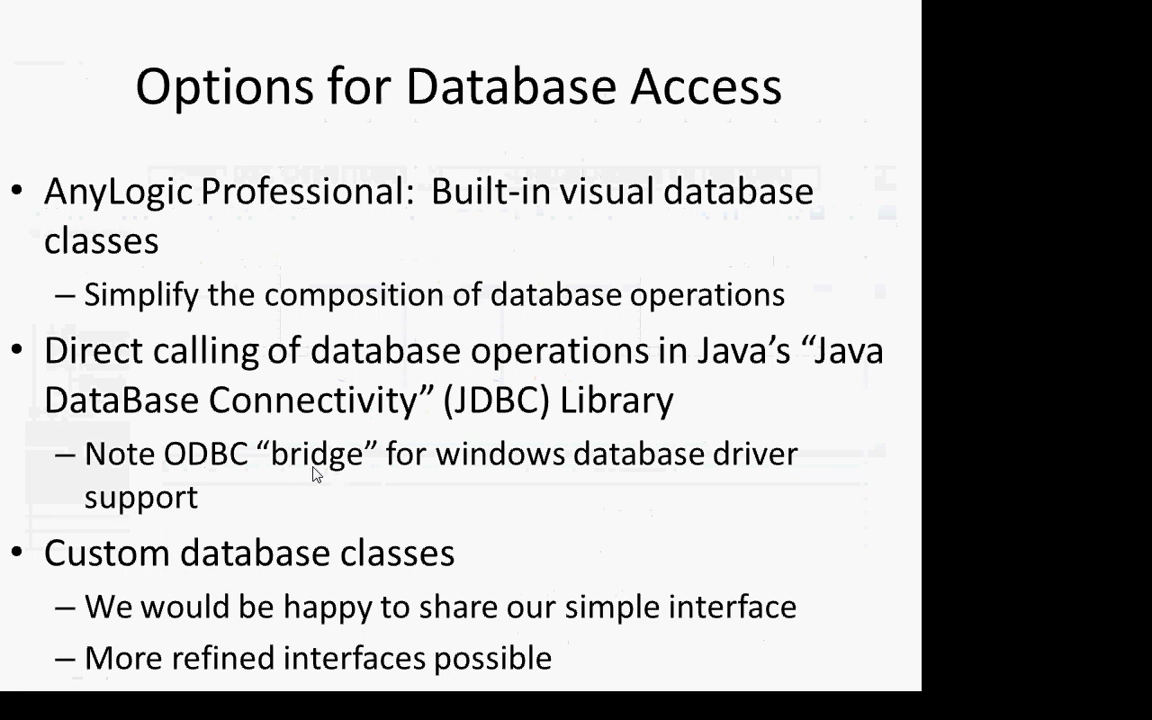 Options for Database Access
• AnyLogic Professional:  Built-in visual database
classes
– Simplify the composition of database operations
• Direct calling of database operations in Java’s “Java
DataBase Connectivity” (JDBC) Library
– Note ODBC “bridge” for windows database driver
support
• Custom database classes
– We would be happy to share our simple interface
– More refined interfaces possible